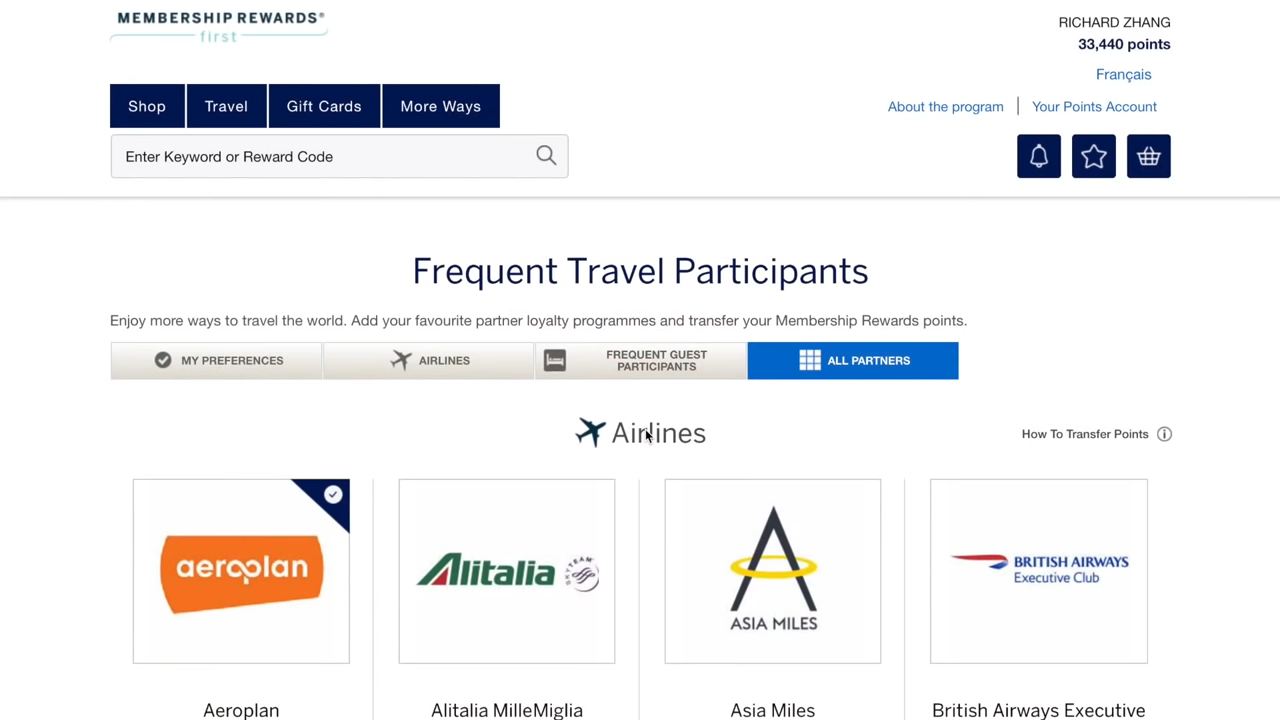 MEMBERSHIP REWARDS®
first
RICHARD ZHANG
33,440 points
Français
Shop
Travel
Gift Cards
More Ways
About the program
Your Points Account
Enter Keyword or Reward Code
Frequent Travel Participants
Enjoy more ways to travel the world. Add your favourite partner loyalty programmes and transfer your Membership Rewards points.
MY PREFERENCES
AIRLINES
FREQUENT GUEST
PARTICIPANTS
ALL PARTNERS
Airlines
How To Transfer Points
aeroplan
Alitalia
SKYTEAM
ASIA MILES
BRITISH AIRWAYS
Executive Club
Aeroplan
Alitalia MilleMiglia
Asia Miles
British Airways Executive